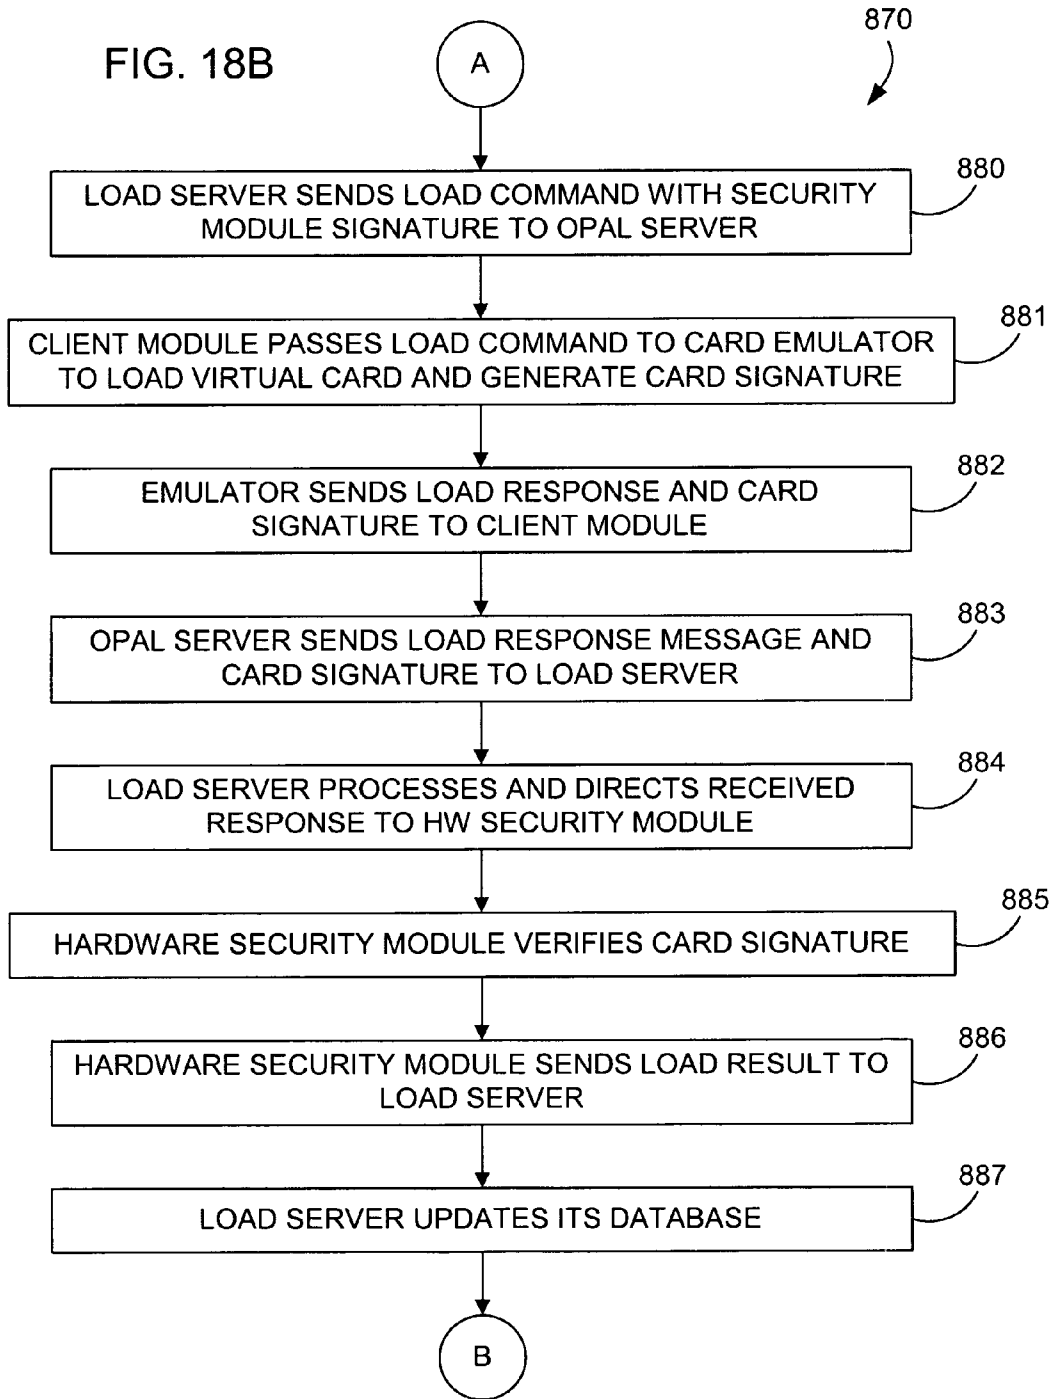 870
FIG. 18B
A
880
LOAD SERVER SENDS LOAD COMMAND WITH SECURITY
MODULE SIGNATURE TO OPAL SERVER
881
CLIENT MODULE PASSES LOAD COMMAND TO CARD EMULATOR
TO LOAD VIRTUAL CARD AND GENERATE CARD SIGNATURE
882
EMULATOR SENDS LOAD RESPONSE AND CARD
SIGNATURE TO CLIENT MODULE
883
OPAL SERVER SENDS LOAD RESPONSE MESSAGE AND
CARD SIGNATURE TO LOAD SERVER
884
LOAD SERVER PROCESSES AND DIRECTS RECEIVED
RESPONSE TO HW SECURITY MODULE
885
HARDWARE SECURITY MODULE VERIFIES CARD SIGNATURE
886
HARDWARE SECURITY MODULE SENDS LOAD RESULT TO
LOAD SERVER
887
LOAD SERVER UPDATES ITS DATABASE
B